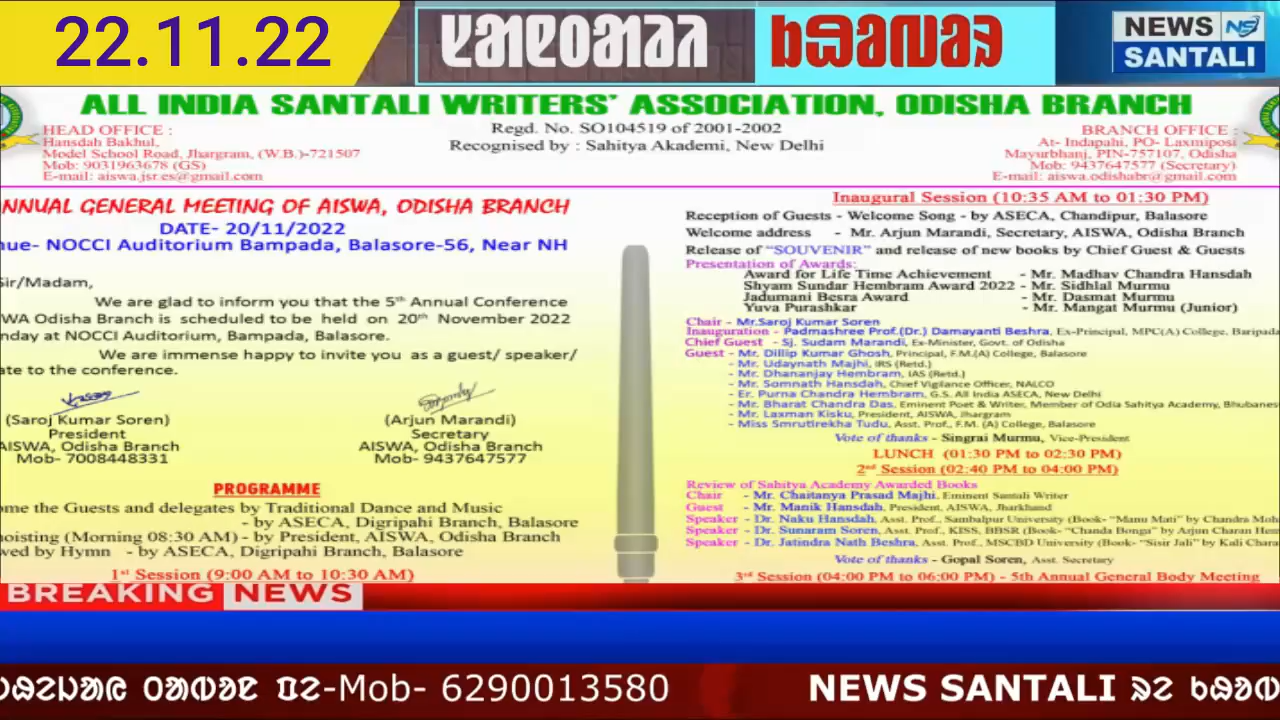 22.11.22
NEWS NS
SANTALI
ALL INDIA SANTALI WRITERS' ASSOCIATION, ODISHA BRANCH
Regd. No. SO104519 of 2001-2002
Recognised by : Sahitya Akademi, New Delhi
HEAD OFFICE :
Hansdah Bakhul,
Model School Road, Jhargram, (W.B.)-721507
Mob: 9031963678 (GS)
E-mail: aiswa.jsr.es@gmail.com
BRANCH OFFICE :
At- Indapahi, PO- Laxmiposi
Mayurbhanj, PIN-757107, Odisha
Mob: 9437647577 (Secretary)
E-mail: aiswa.odishabr@gmail.com
NNUAL GENERAL MEETING OF AISWA, ODISHA BRANCH
DATE- 20/11/2022
nue- NOCCI Auditorium Bampada, Balasore-56, Near NH
Sir/Madam,
We are glad to inform you that the 5th Annual Conference
WA Odisha Branch is scheduled to be held on 20th November 2022
nday at NOCCI Auditorium, Bampada, Balasore.
We are immense happy to invite you as a guest/ speaker/
ate to the conference.
(Saroj Kumar Soren)
President
AISWA, Odisha Branch
Mob- 7008448331
(Arjun Marandi)
Secretary
AISWA, Odisha Branch
Mob- 9437647577
PROGRAMME
ome the Guests and delegates by Traditional Dance and Music
- by ASECA, Digripahi Branch, Balasore
hoisting (Morning 08:30 AM) - by President, AISWA, Odisha Branch
wed by Hymn - by ASECA, Digripahi Branch, Balasore
1st Session (9:00 AM to 10:30 AM)
Inaugural Session (10:35 AM to 01:30 PM)
Reception of Guests - Welcome Song - by ASECA, Chandipur, Balasore
Welcome address - Mr. Arjun Marandi, Secretary, AISWA, Odisha Branch
Release of "SOUVENIR" and release of new books by Chief Guest & Guests
Presentation of Awards:
Award for Life Time Achievement - Mr. Madhav Chandra Hansdah
Shyam Sundar Hembram Award 2022 - Mr. Sidhlal Murmu
Jadumani Besra Award - Mr. Dasmat Murmu
Yuva Purashkar - Mr. Mangat Murmu (Junior)
Chair - Mr.Saroj Kumar Soren
Inauguration - Padmashree Prof.(Dr.) Damayanti Beshra, Ex-Principal, MPC(A) College, Baripada
Chief Guest - Sj. Sudam Marandi, Ex-Minister, Govt. of Odisha
Guest - Mr. Dillip Kumar Ghosh, Principal, F.M.(A) College, Balasore
- Mr. Udaynath Majhi, IRS (Retd.)
- Mr. Dhananjay Hembram, IAS (Retd.)
- Mr. Somnath Hansdah, Chief Vigilance Officer, NALCO
- Er. Purna Chandra Hembram, G.S. All India ASECA, New Delhi
- Mr. Bharat Chandra Das, Eminent Poet & Writer, Member of Odia Sahitya Academy, Bhubanes
- Mr. Laxman Kisku, President, AISWA, Jhargram
- Miss Smrutirekha Tudu, Asst. Prof., F.M. (A) College, Balasore
Vote of thanks - Singrai Murmu, Vice-President
LUNCH (01:30 PM to 02:30 PM)
2nd Session (02:40 PM to 04:00 PM)
Review of Sahitya Academy Awarded Books
Chair - Mr. Chaitanya Prasad Majhi, Eminent Santali Writer
Guest - Mr. Manik Hansdah, President, AISWA, Jharkhand
Speaker - Dr. Naku Hansdah, Asst. Prof., Sambalpur University (Book- "Manu Mati" by Chandra Moh
Speaker - Dr. Sunaram Soren, Asst. Prof., KISS, BBSR (Book- "Chanda Bonga" by Arjun Charan He
Speaker - Dr. Jatindra Nath Beshra, Asst. Prof., MSCBD University (Book- "Sisir Jali" by Kali Chara
Vote of thanks - Gopal Soren, Asst. Secretary
3rd Session (04:00 PM to 06:00 PM) - 5th Annual General Body Meeting
BREAKING NEWS
-Mob- 6290013580 NEWS SANTALI